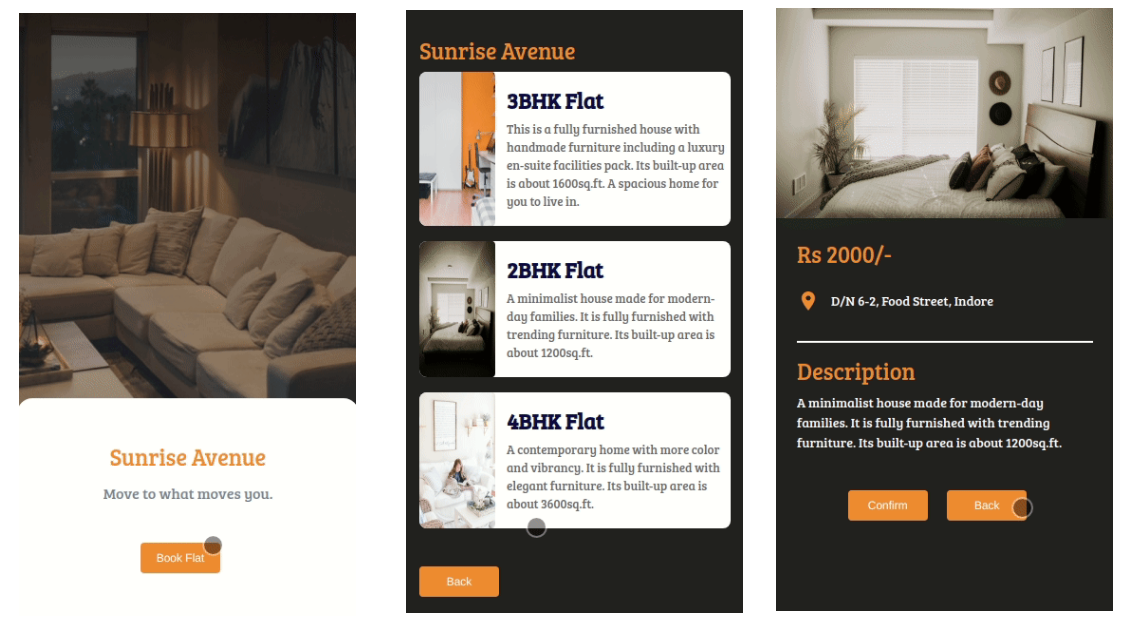 Sunrise Avenue
Move to what moves you.
Book Flat
Sunrise Avenue
3BHK Flat
This is a fully furnished house with
handmade furniture including a luxury
en-suite facilities pack. Its built-up area
is about 1600sq.ft. A spacious home for
you to live in.
2BHK Flat
A minimalist house made for modern-
day families. It is fully furnished with
trending furniture. Its built-up area is
about 1200sq.ft.
4BHK Flat
A contemporary home with more color
and vibrancy. It is fully furnished with
elegant furniture. Its built-up area is
about 3600sq.ft.
Back
Rs 2000/-
D/N 6-2, Food Street, Indore
Description
A minimalist house made for modern-day
families. It is fully furnished with trending
furniture. Its built-up area is about 1200sq.ft.
Confirm
Back